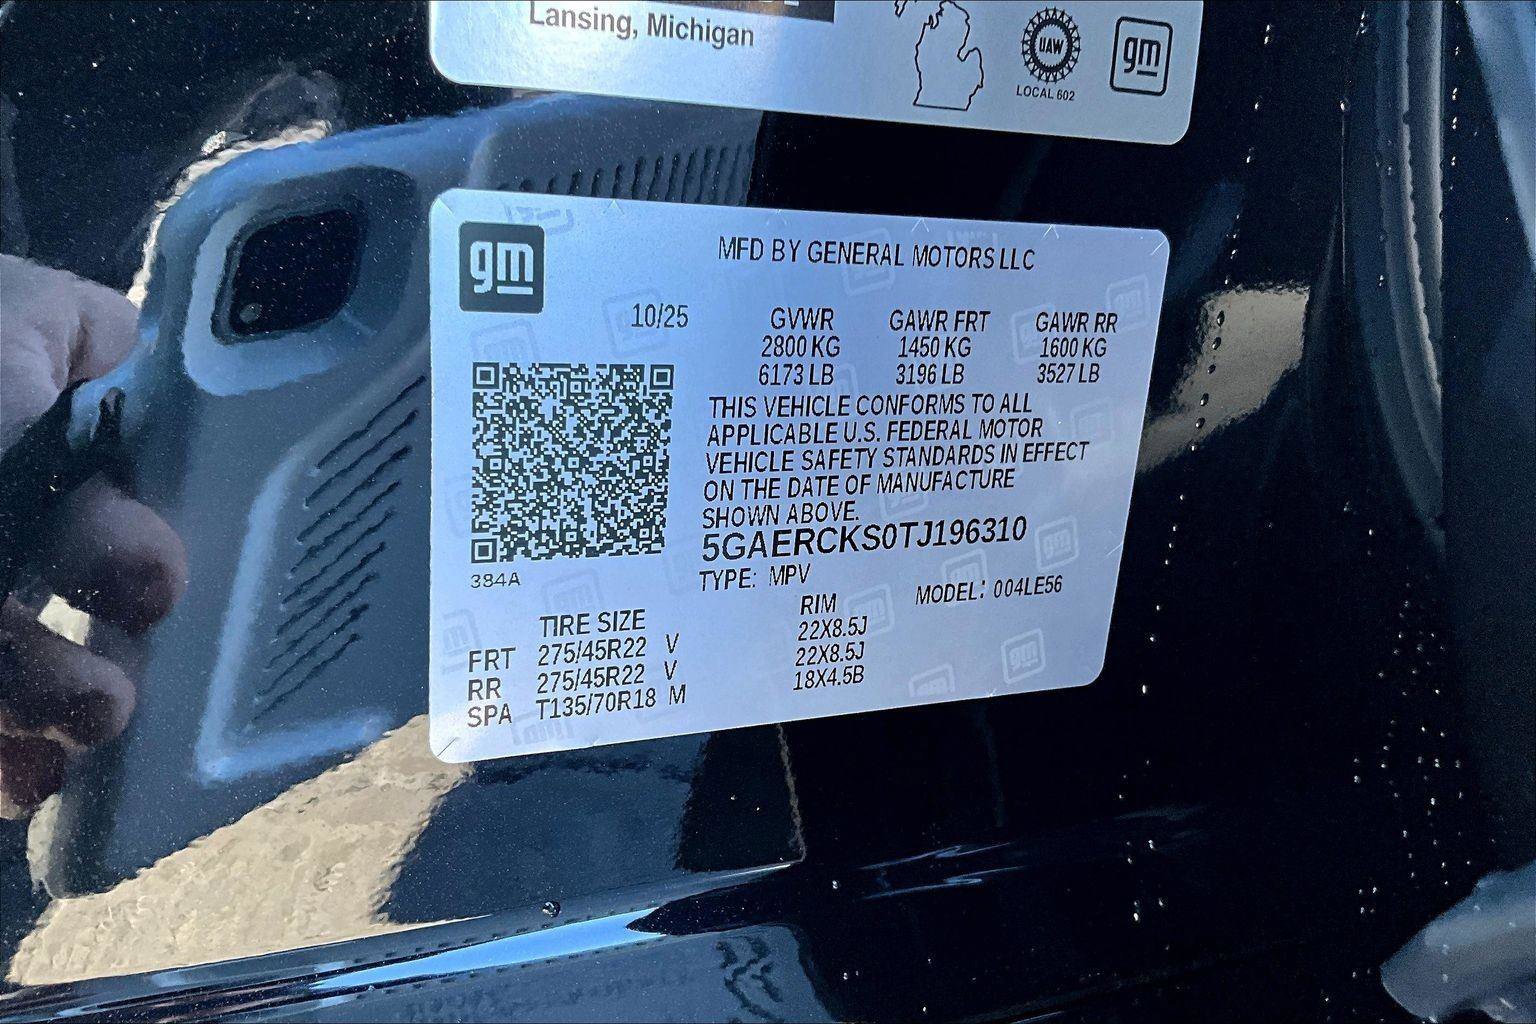 Lansing, Michigan
UAW
LOCAL 602
gm
gm
MFD BY GENERAL MOTORS LLC
10/25
GVWR GAWR FRT GAWR RR
2800 KG 1450 KG 1600 KG
6173 LB 3196 LB 3527 LB
THIS VEHICLE CONFORMS TO ALL
APPLICABLE U.S. FEDERAL MOTOR
VEHICLE SAFETY STANDARDS IN EFFECT
ON THE DATE OF MANUFACTURE
SHOWN ABOVE.
5GAERCKS0TJ196310
384A
TYPE: MPV MODEL: 004LE56
TIRE SIZE RIM
FRT 275/45R22 V 22X8.5J
RR 275/45R22 V 22X8.5J
SPA T135/70R18 M 18X4.5B